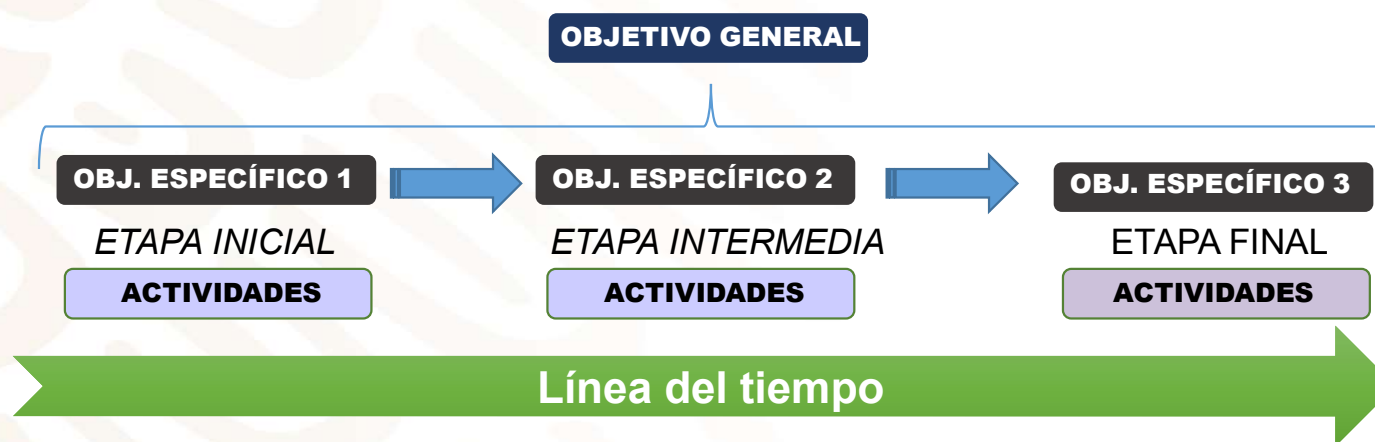 OBJETIVO GENERAL
OBJ. ESPECÍFICO 1
OBJ. ESPECÍFICO 2
OBJ. ESPECÍFICO 3
ETAPA INICIAL
ETAPA INTERMEDIA
ETAPA FINAL
ACTIVIDADES
ACTIVIDADES
ACTIVIDADES
Línea del tiempo